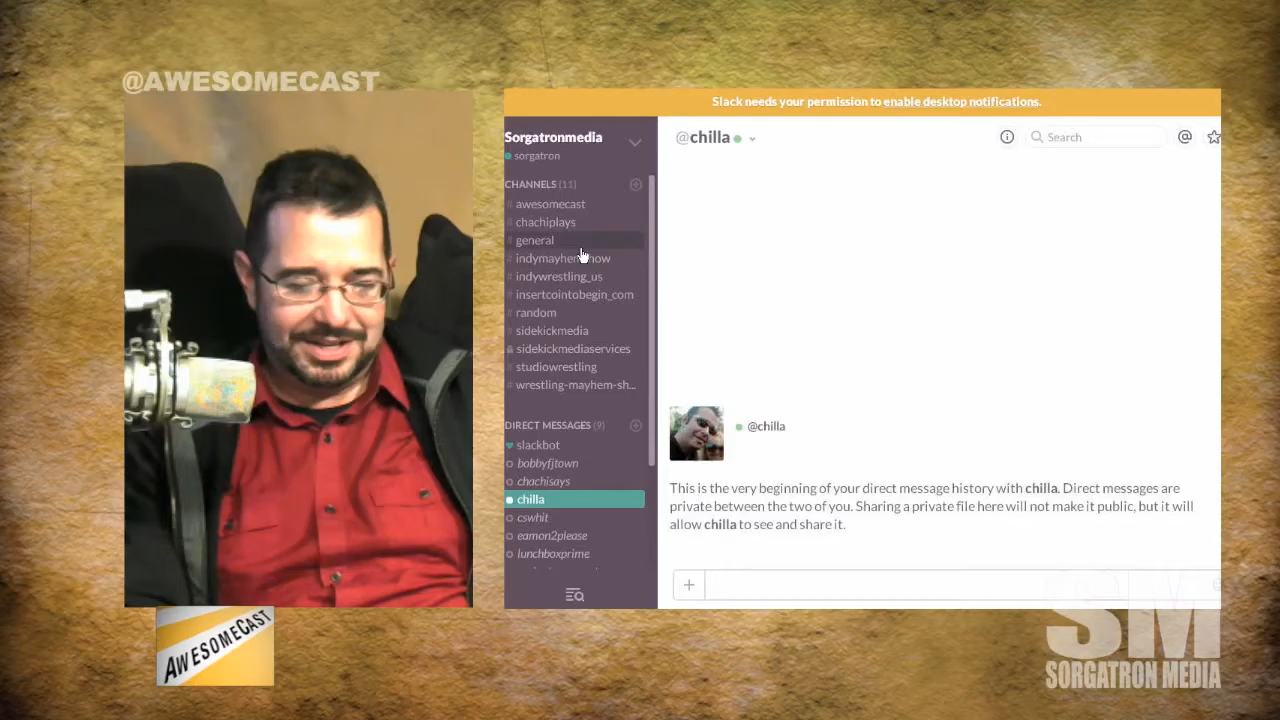 @AWESOMECAST
Slack needs your permission to enable desktop notifications.
Sorgatronmedia
sorgatron
CHANNELS (11)
# awesomecast
# chachiplays
# general
# indymayhem
# indywrestling_us
# insertcointobegin_com
# random
# sidekickmedia
sidekickmediaservices
# studiowrestling
# wrestling-mayhem-sh...
DIRECT MESSAGES (9)
slackbot
bobbyfjtown
chachisays
chilla
cswhit
eamon2please
lunchboxprime
@chilla
Search
@chilla
This is the very beginning of your direct message history with chilla. Direct messages are
private between the two of you. Sharing a private file here will not make it public, but it will
allow chilla to see and share it.
AWESOMECAST
SM
SORGATRON MEDIA